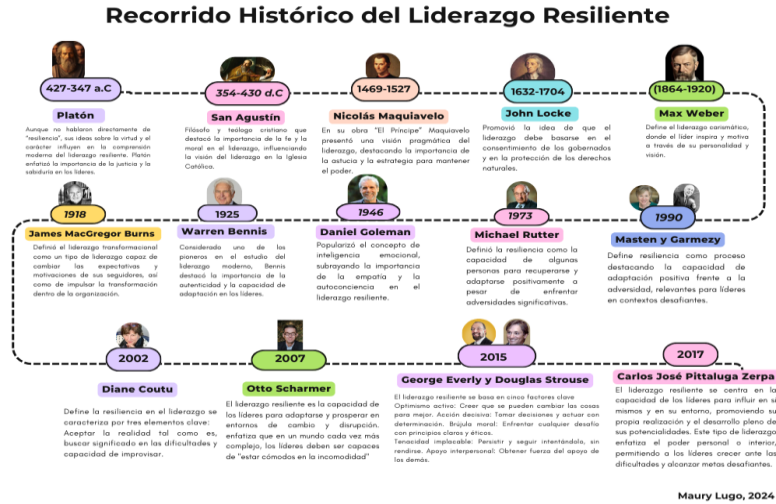 Recorrido Histórico del Liderazgo Resiliente
427-347 a.C
Platón
Aunque no hablaron directamente de
"resiliencia", sus ideas sobre la virtud y el
carácter influyen en la comprensión
moderna del liderazgo resiliente. Platón
enfatizó la importancia de la justicia y la
sabiduría en los líderes.
354-430 d.C
San Agustín
Filósofo y teólogo cristiano que
destacó la importancia de la fe y la
moral en el liderazgo, influenciando
la visión del liderazgo en la Iglesia
Católica.
1469-1527
Nicolás Maquiavelo
En su obra "El Príncipe" Maquiavelo
presentó una visión pragmática del
liderazgo, destacando la importancia de
la astucia y la estrategia para mantener
el poder.
1632-1704
John Locke
Promovió la idea de que el
liderazgo debe basarse en el
consentimiento de los gobernados
y en la protección de los derechos
naturales.
(1864-1920)
Max Weber
Define el liderazgo carismático,
donde el líder inspira y motiva
a través de su personalidad y
visión.
1918
James MacGregor Burns
Definió el liderazgo transformacional
como un tipo de liderazgo capaz de
cambiar las expectativas y
motivaciones de sus seguidores, así
como de impulsar la transformación
dentro de la organización.
1925
Warren Bennis
Considerado uno de los
pioneros en el estudio del
liderazgo moderno, Bennis
destacó la importancia de la
autenticidad y la capacidad de
adaptación en los líderes.
1946
Daniel Goleman
Popularizó el concepto de
inteligencia emocional,
subrayando la importancia
de la empatía y la
autoconciencia en el
liderazgo resiliente.
1973
Michael Rutter
Definió la resiliencia como la
capacidad de algunas
personas para recuperarse y
adaptarse positivamente a
pesar de enfrentar
adversidades significativas.
1990
Masten y Garmezy
Define resiliencia como proceso
destacando la capacidad de
adaptación positiva frente a la
adversidad, relevantes para líderes
en contextos desafiantes.
2002
Diane Coutu
Define la resiliencia en el liderazgo se
caracteriza por tres elementos clave:
Aceptar la realidad tal como es,
buscar significado en las dificultades y
capacidad de improvisar.
2007
Otto Scharmer
El liderazgo resiliente es la capacidad de
los líderes para adaptarse y prosperar en
entornos de cambio y disrupción.
enfatiza que en un mundo cada vez más
complejo, los líderes deben ser capaces
de "estar cómodos en la incomodidad"
2015
George Everly y Douglas Strouse
El liderazgo resiliente se basa en cinco factores clave
Optimismo activo: Creer que se pueden cambiar las cosas
para mejor. Acción decisiva: Tomar decisiones y actuar con
determinación. Brújula moral: Enfrentar cualquier desafío
con principios claros y éticos.
Tenacidad implacable: Persistir y seguir intentándolo, sin
rendirse. Apoyo interpersonal: Obtener fuerza del apoyo de
los demás.
2017
Carlos José Pittaluga Zerpa
El liderazgo resiliente se centra en la
capacidad de los líderes para influir en sí
mismos y en su entorno, promoviendo su
propia realización y el desarrollo pleno de
sus potencialidades. Este tipo de liderazgo
enfatiza el poder personal o interior,
permitiendo a los líderes crecer ante las
dificultades y alcanzar metas desafiantes.
Maury Lugo, 2024